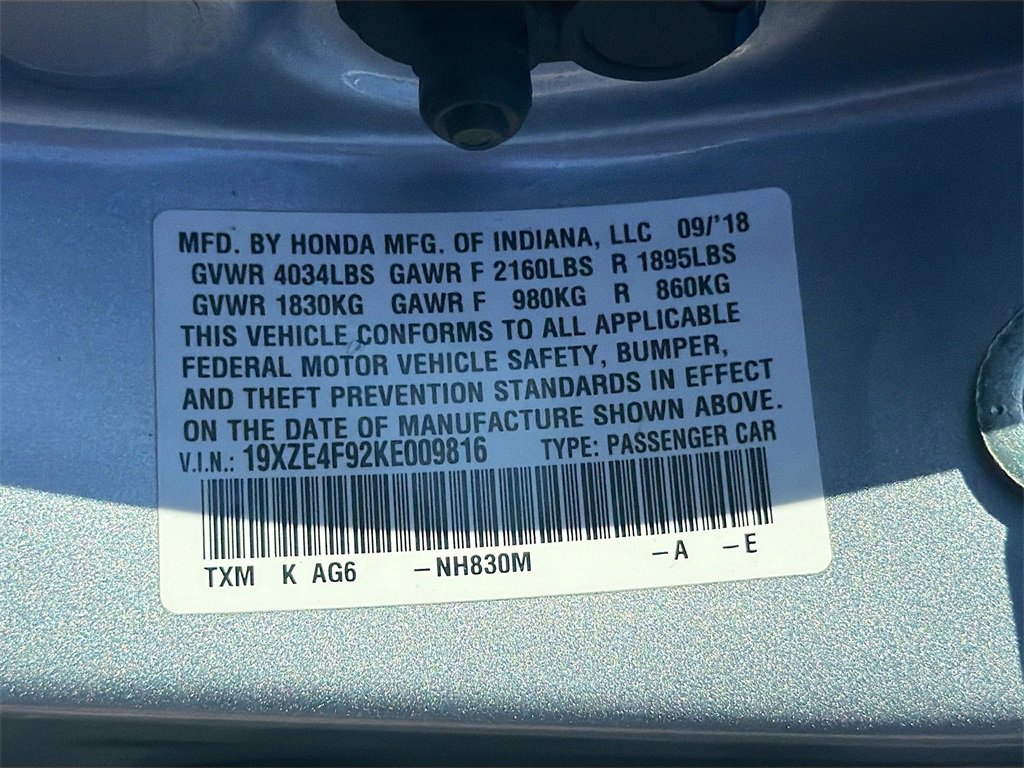 MFD. BY HONDA MFG. OF INDIANA, LLC 09/'18
GVWR 4034LBS GAWR F 2160LBS R 1895LBS
GVWR 1830KG GAWR F 980KG R 860KG
THIS VEHICLE CONFORMS TO ALL APPLICABLE
FEDERAL MOTOR VEHICLE SAFETY, BUMPER,
AND THEFT PREVENTION STANDARDS IN EFFECT
ON THE DATE OF MANUFACTURE SHOWN ABOVE.
V.I.N.: 19XZE4F92KE009816 TYPE: PASSENGER CAR
TXM K AG6 -NH830M -A -E